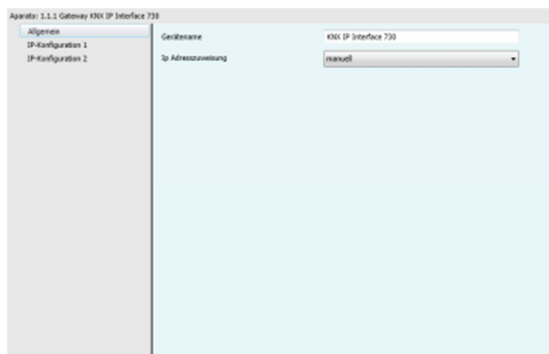 Aparato: 1.1.1 Gateway KNX IP Interface 730
Allgemein
IP-Konfiguration 1
IP-Konfiguration 2
Gerätename
KNX IP Interface 730
Ip Adresszuweisung
manuell